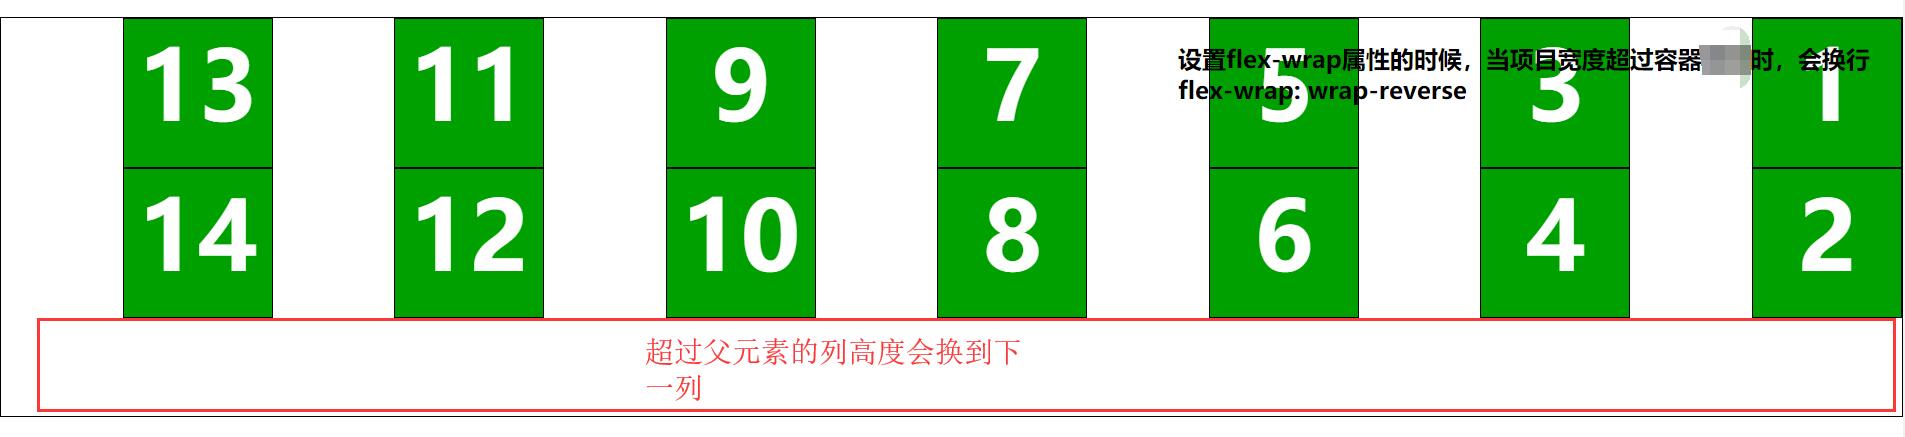 13 11 9 7 5 3 1
设置flex-wrap属性的时候，当项目宽度超过容器时，会换行
flex-wrap: wrap-reverse
14 12 10 8 6 4 2
超过父元素的列高度会换到下
一列